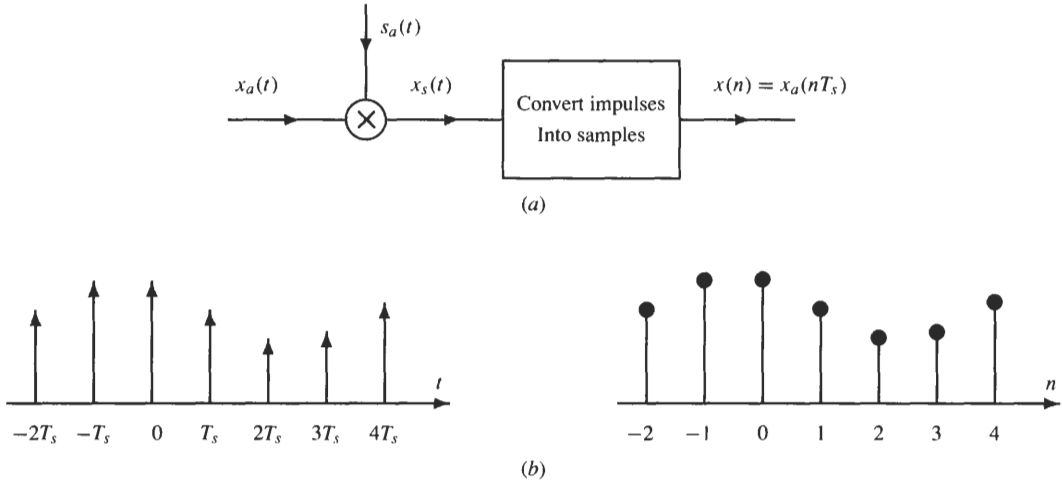 s_a(t)
x_a(t) x_s(t) x(n) = x_a(nT_s)
Convert impulses
Into samples
(a)
t n
−2T_s −T_s 0 T_s 2T_s 3T_s 4T_s −2 −1 0 1 2 3 4
(b)